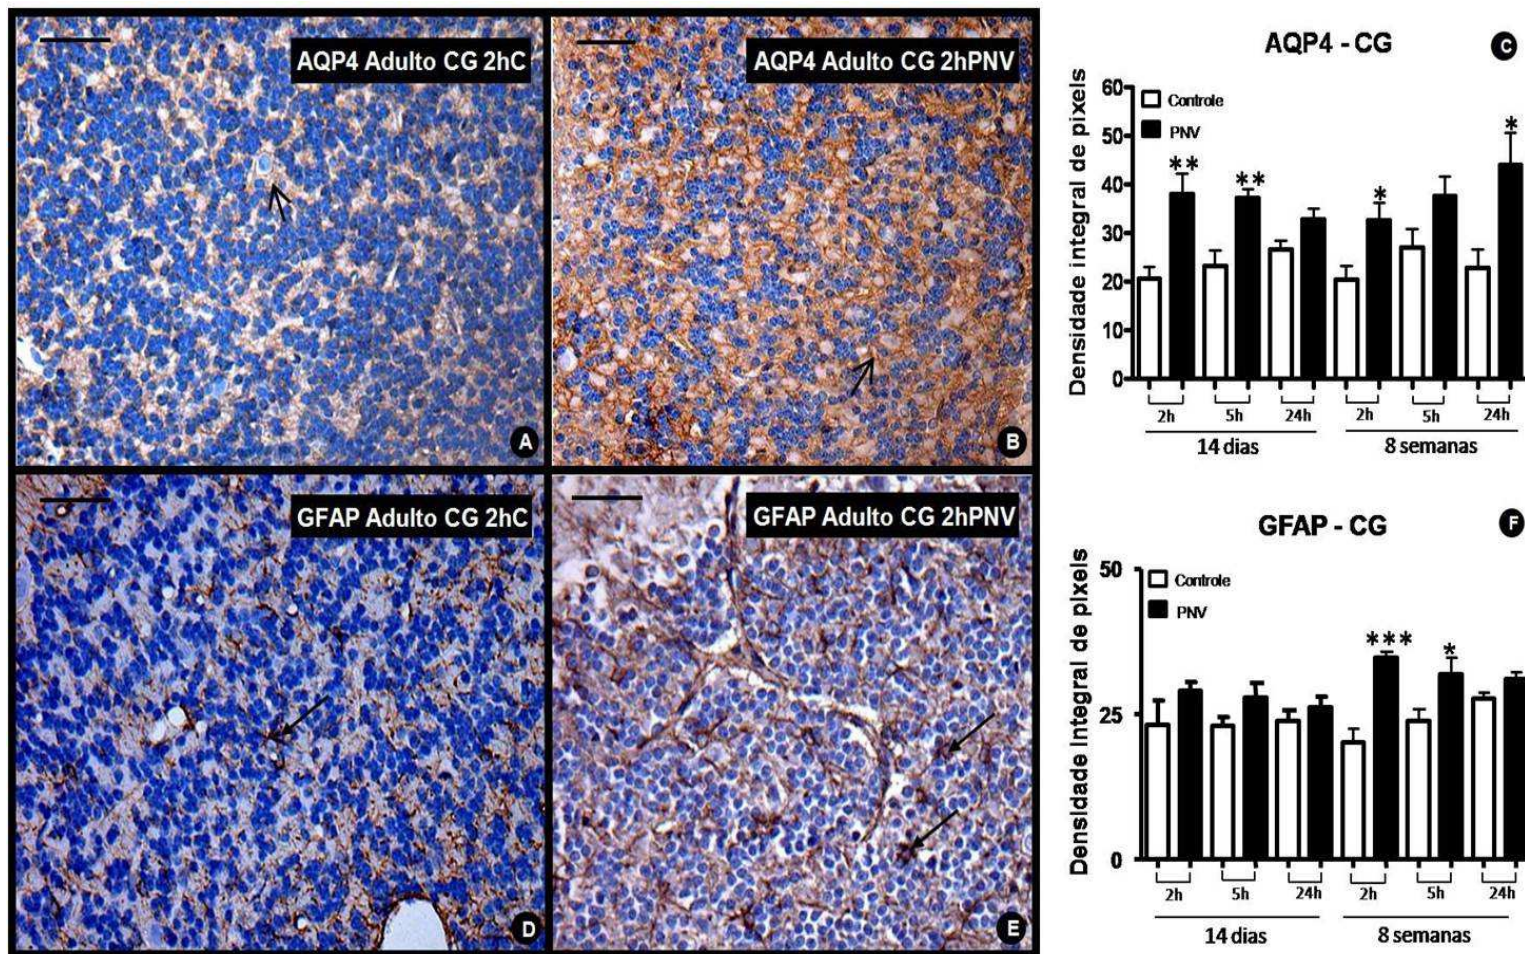 AQP4 Adulto CG 2hC
A
AQP4 Adulto CG 2hPNV
B
GFAP Adulto CG 2hC
D
GFAP Adulto CG 2hPNV
E
AQP4 - CG
C
Densidade integral de pixels
60
50
40
30
20
10
0
Controle
PNV
**
**
*
*
2h
5h
24h
2h
5h
24h
14 dias
8 semanas
GFAP - CG
F
Densidade integral de pixels
50
25
0
Controle
PNV
***
*
2h
5h
24h
2h
5h
24h
14 dias
8 semanas